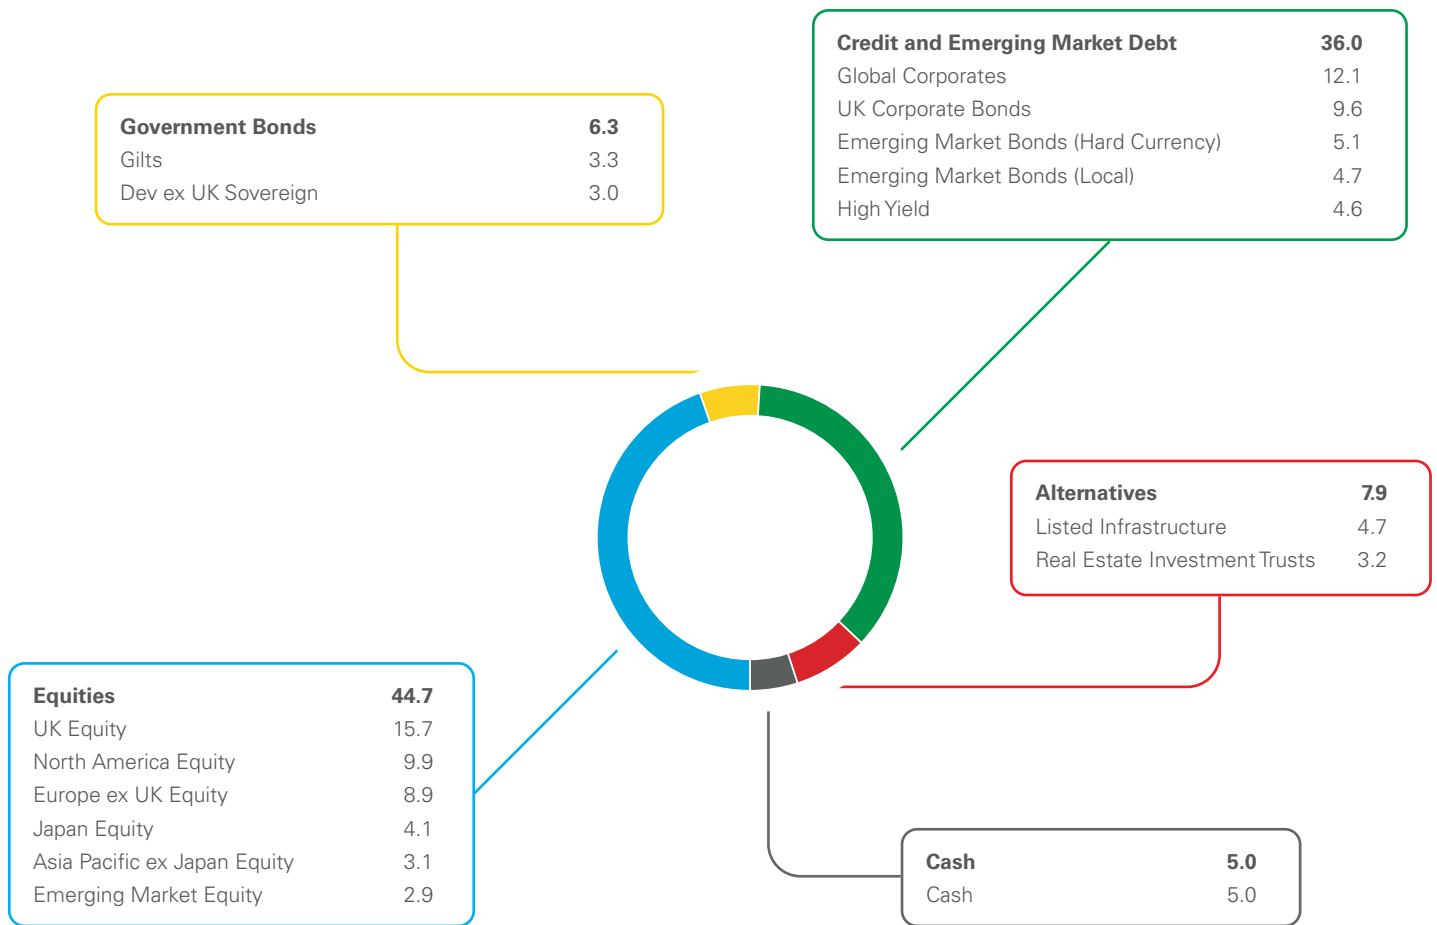 Government Bonds 6.3
Gilts 3.3
Dev ex UK Sovereign 3.0
Credit and Emerging Market Debt 36.0
Global Corporates 12.1
UK Corporate Bonds 9.6
Emerging Market Bonds (Hard Currency) 5.1
Emerging Market Bonds (Local) 4.7
High Yield 4.6
Alternatives 7.9
Listed Infrastructure 4.7
Real Estate Investment Trusts 3.2
Equities 44.7
UK Equity 15.7
North America Equity 9.9
Europe ex UK Equity 8.9
Japan Equity 4.1
Asia Pacific ex Japan Equity 3.1
Emerging Market Equity 2.9
Cash 5.0
Cash 5.0